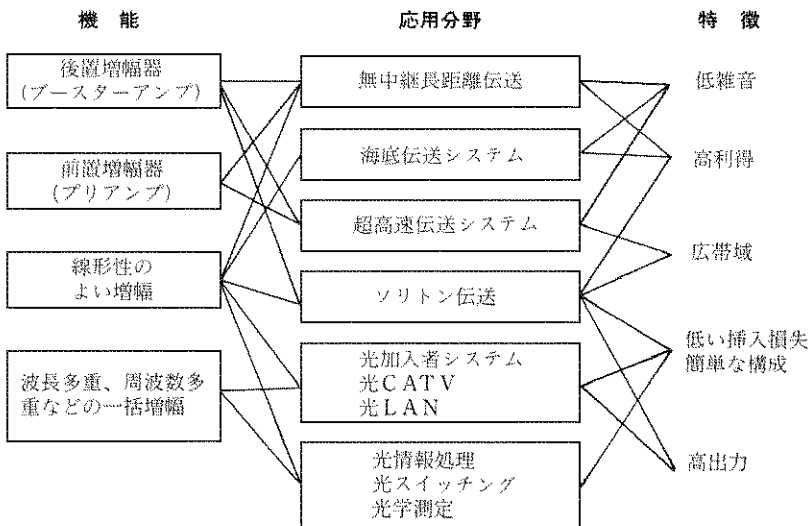 機 能
応用分野
特 徴
後置増幅器
(ブースターアンプ)
前置増幅器
(プリアンプ)
線形性の
よい増幅
波長多重、周波数多
重などの一括増幅
無中継長距離伝送
海底伝送システム
超高速伝送システム
ソリトン伝送
光加入者システム
光CATV
光LAN
光情報処理
光スイッチング
光学測定
低雑音
高利得
広帯域
低い挿入損失
簡単な構成
高出力